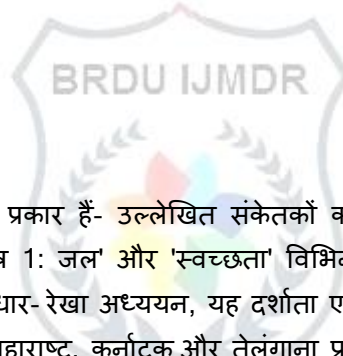 BRDU IJMDR
प्रकार हैं- उल्लेखित संकेतकों
1: जल' और 'स्वच्छता'
रेखा अध्ययन, यह दर्शाता
कर्नाटक और तेलंगाना